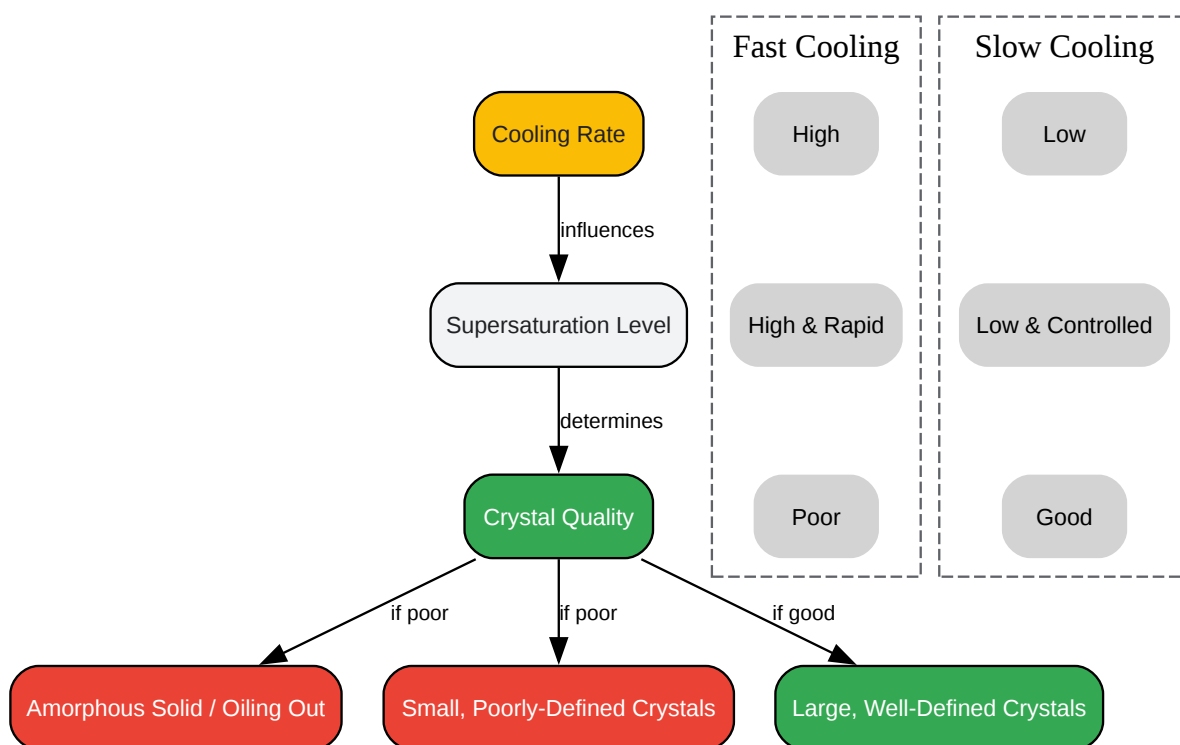 Fast Cooling
Slow Cooling
Cooling Rate
High
Low
influences
Supersaturation Level
High & Rapid
Low & Controlled
determines
Crystal Quality
Poor
Good
if poor
if poor
if good
Amorphous Solid / Oiling Out
Small, Poorly-Defined Crystals
Large, Well-Defined Crystals